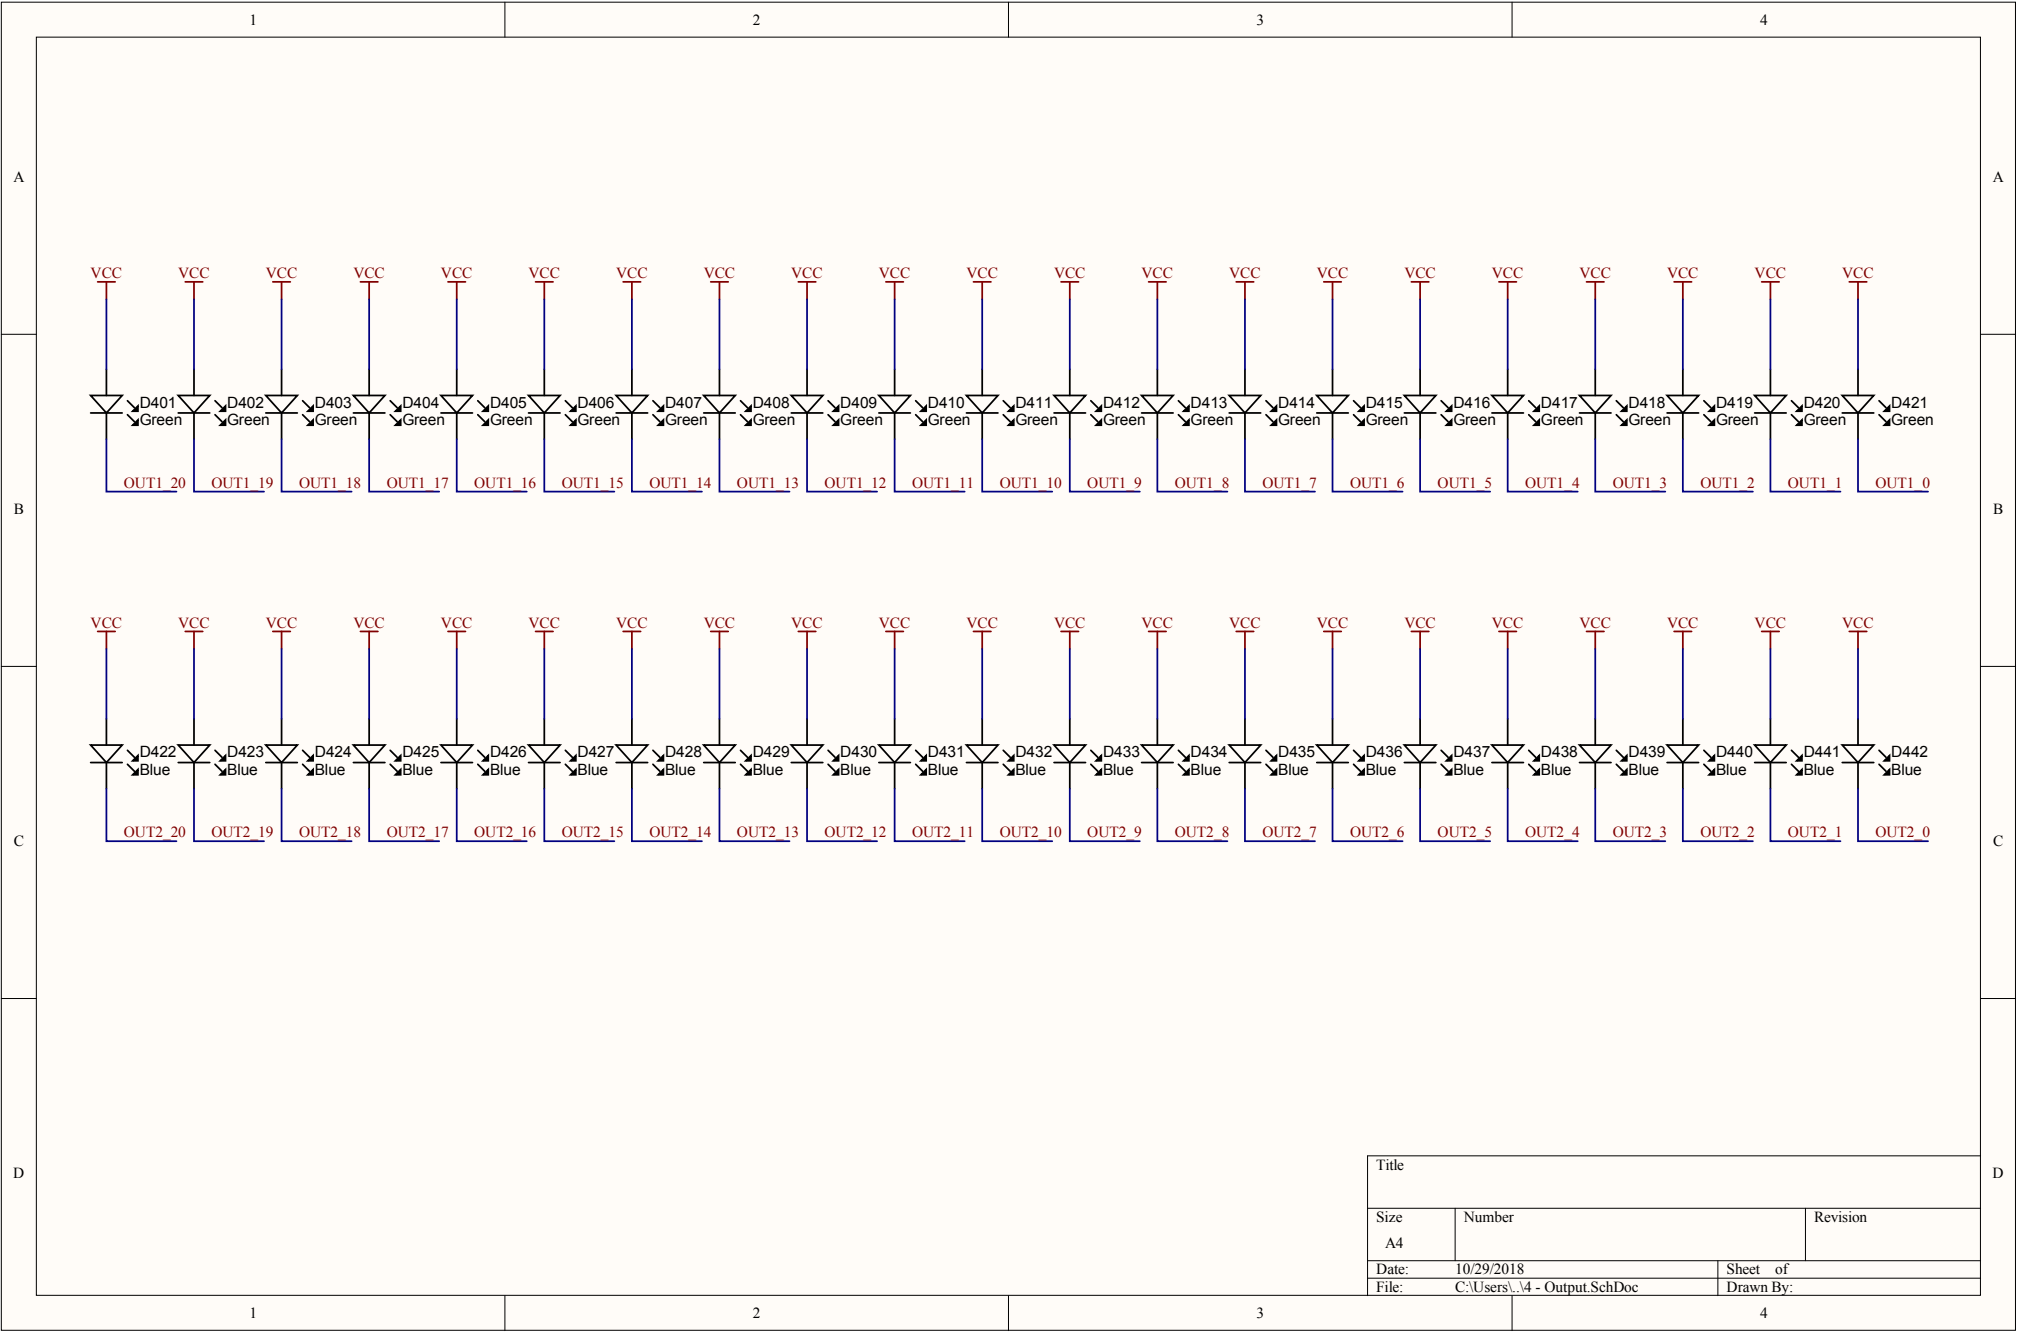 1 2 3 4
A A
VCC VCC VCC VCC VCC VCC VCC VCC VCC VCC VCC VCC VCC VCC VCC VCC VCC VCC VCC VCC VCC
D401 D402 D403 D404 D405 D406 D407 D408 D409 D410 D411 D412 D413 D414 D415 D416 D417 D418 D419 D420 D421
Green Green Green Green Green Green Green Green Green Green Green Green Green Green Green Green Green Green Green Green Green
OUT1_20 OUT1_19 OUT1_18 OUT1_17 OUT1_16 OUT1_15 OUT1_14 OUT1_13 OUT1_12 OUT1_11 OUT1_10 OUT1_9 OUT1_8 OUT1_7 OUT1_6 OUT1_5 OUT1_4 OUT1_3 OUT1_2 OUT1_1 OUT1_0
B B
VCC VCC VCC VCC VCC VCC VCC VCC VCC VCC VCC VCC VCC VCC VCC VCC VCC VCC VCC VCC VCC
D422 D423 D424 D425 D426 D427 D428 D429 D430 D431 D432 D433 D434 D435 D436 D437 D438 D439 D440 D441 D442
Blue Blue Blue Blue Blue Blue Blue Blue Blue Blue Blue Blue Blue Blue Blue Blue Blue Blue Blue Blue Blue
OUT2_20 OUT2_19 OUT2_18 OUT2_17 OUT2_16 OUT2_15 OUT2_14 OUT2_13 OUT2_12 OUT2_11 OUT2_10 OUT2_9 OUT2_8 OUT2_7 OUT2_6 OUT2_5 OUT2_4 OUT2_3 OUT2_2 OUT2_1 OUT2_0
C C
Title
D D
Size Number Revision
A4
Date: 10/29/2018 Sheet of
File: C:\Users\..\4 - Output.SchDoc Drawn By:
1 2 3 4